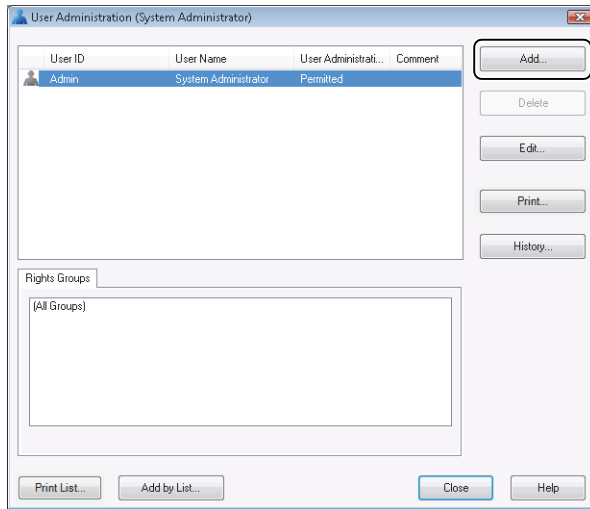 User Administration (System Administrator)
User ID User Name User Administrati... Comment
Admin System Administrator Permitted
Add...
Delete
Edit...
Print...
History...
Rights Groups
(All Groups)
Print List... Add by List... Close Help